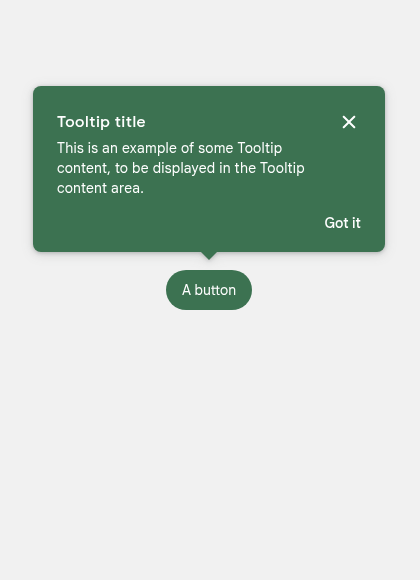 Tooltip title
This is an example of some Tooltip
content, to be displayed in the Tooltip
content area.
Got it
A button